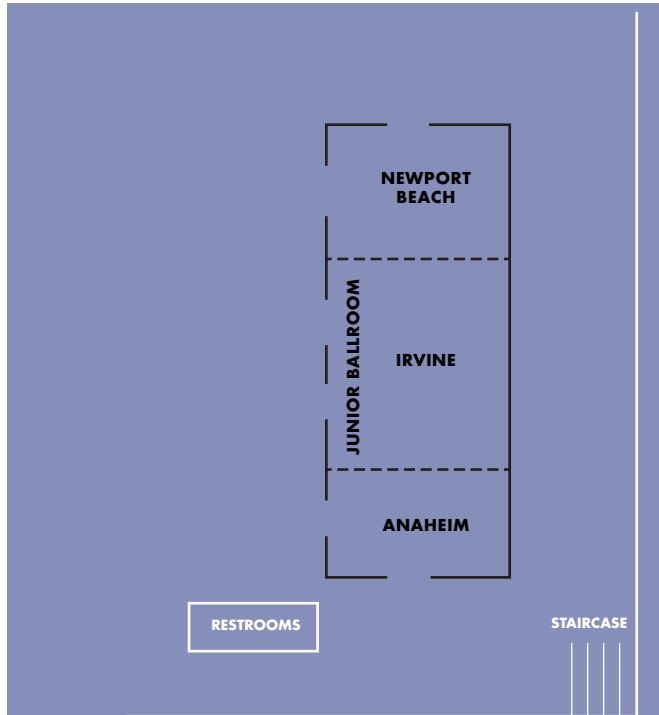 NEWPORT
BEACH
JUNIOR BALLROOM
IRVINE
ANAHEIM
RESTROOMS
STAIRCASE